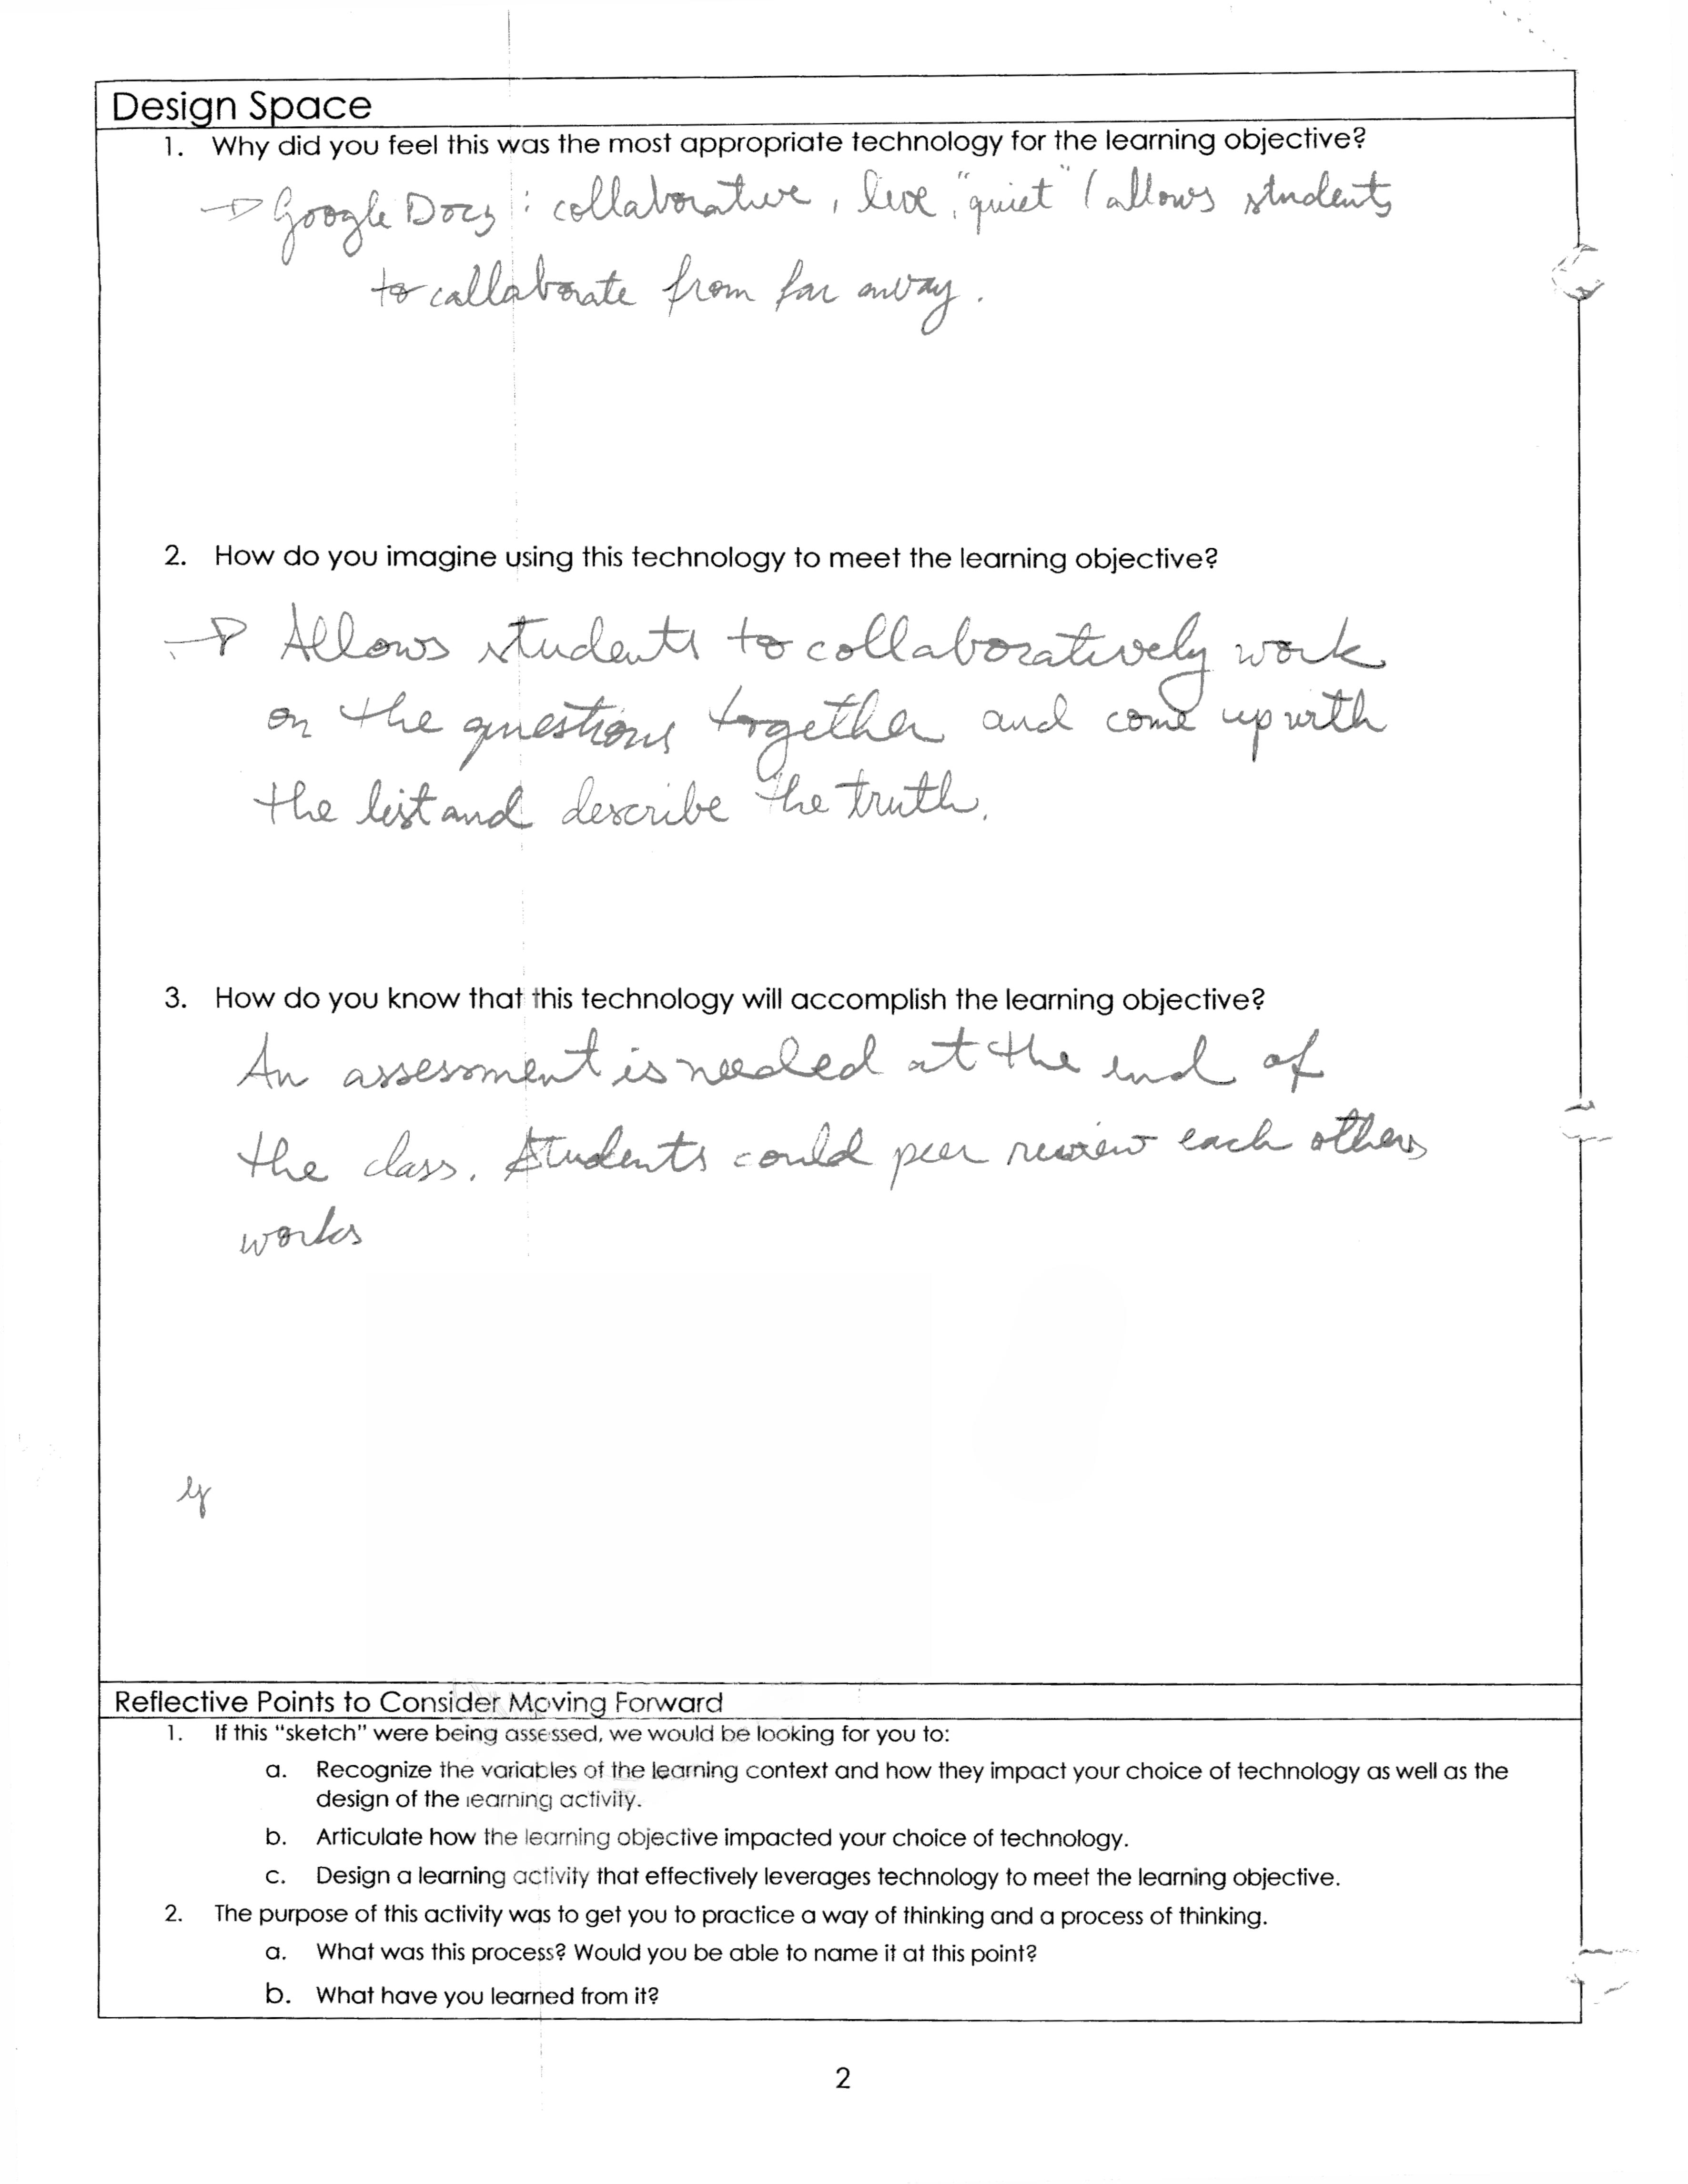 Design Space
1. Why did you feel this was the most appropriate technology for the learning objective?
→ Google Docs : collaborative, live, "quiet" (allows students
to collaborate from far away.
2. How do you imagine using this technology to meet the learning objective?
→ Allows students to collaboratively work
on the questions together and come up with
the list and describe the truth.
3. How do you know that this technology will accomplish the learning objective?
An assessment is needed at the end of
the class. Students could peer review each others
works
Reflective Points to Consider Moving Forward
1. If this "sketch" were being assessed, we would be looking for you to:
a. Recognize the variables of the learning context and how they impact your choice of technology as well as the
design of the learning activity.
b. Articulate how the learning objective impacted your choice of technology.
c. Design a learning activity that effectively leverages technology to meet the learning objective.
2. The purpose of this activity was to get you to practice a way of thinking and a process of thinking.
a. What was this process? Would you be able to name it at this point?
b. What have you learned from it?
2